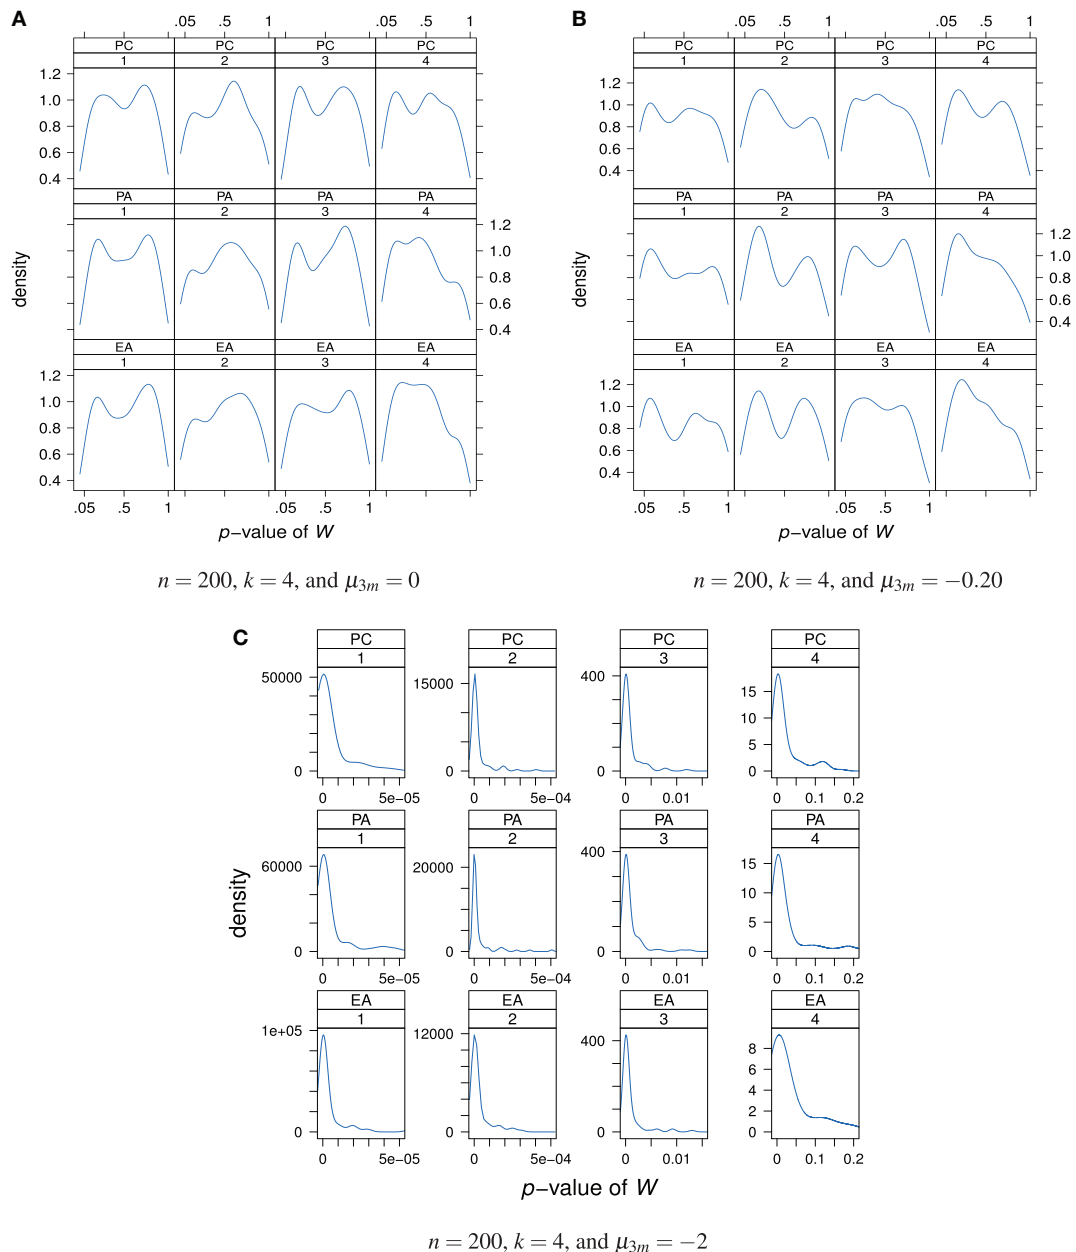 A
.05 .5 1
PC PC PC PC
1 2 3 4
1.2
1.0
0.8
0.6
0.4
PA PA PA PA
1 2 3 4
1.2
1.0
0.8
0.6
0.4
EA EA EA EA
1 2 3 4
1.2
1.0
0.8
0.6
0.4
density
.05 .5 1 .05 .5 1
p−value of W
n = 200, k = 4, and μ3m = 0
B
.05 .5 1 .05 .5 1
PC PC PC PC
1 2 3 4
1.2
1.0
0.8
0.6
0.4
PA PA PA PA
1 2 3 4
1.2
1.0
0.8
0.6
0.4
EA EA EA EA
1 2 3 4
1.2
1.0
0.8
0.6
0.4
density
.05 .5 1 .05 .5 1
p−value of W
n = 200, k = 4, and μ3m = −0.20
C
PC PC PC PC
1 2 3 4
50000
0
15000
0
400
0
15
10
5
0
0 5e−05 0 5e−04 0 0.01 0 0.1 0.2
PA PA PA PA
1 2 3 4
60000
0
20000
0
400
0
15
10
5
0
0 5e−05 0 5e−04 0 0.01 0 0.1 0.2
EA EA EA EA
1 2 3 4
1e+05
0
12000
0
400
0
8
6
4
2
0
0 5e−05 0 5e−04 0 0.01 0 0.1 0.2
density
p−value of W
n = 200, k = 4, and μ3m = −2